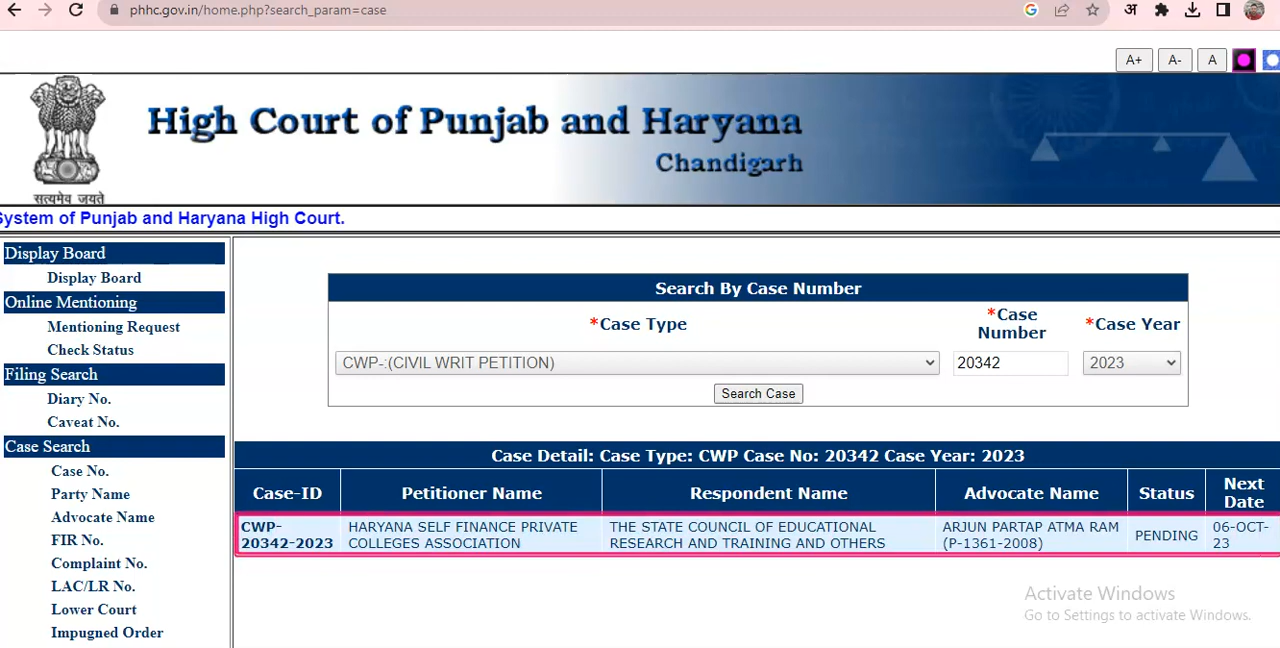 phhc.gov.in/home.php?search_param=case
अ
A+ A- A
सत्यमेव जयते
High Court of Punjab and Haryana
Chandigarh
System of Punjab and Haryana High Court.
Display Board
Display Board
Online Mentioning
Mentioning Request
Check Status
Filing Search
Diary No.
Caveat No.
Case Search
Case No.
Party Name
Advocate Name
FIR No.
Complaint No.
LAC/LR No.
Lower Court
Impugned Order
Search By Case Number
*Case Type
*Case
Number
*Case Year
CWP-:(CIVIL WRIT PETITION) 20342 2023
Search Case
Case Detail: Case Type: CWP Case No: 20342 Case Year: 2023
Case-ID
Petitioner Name
Respondent Name
Advocate Name
Status
Next
Date
CWP-
20342-2023
HARYANA SELF FINANCE PRIVATE
COLLEGES ASSOCIATION
THE STATE COUNCIL OF EDUCATIONAL
RESEARCH AND TRAINING AND OTHERS
ARJUN PARTAP ATMA RAM
(P-1361-2008)
PENDING
06-OCT-
23
Activate Windows
Go to Settings to activate Windows.